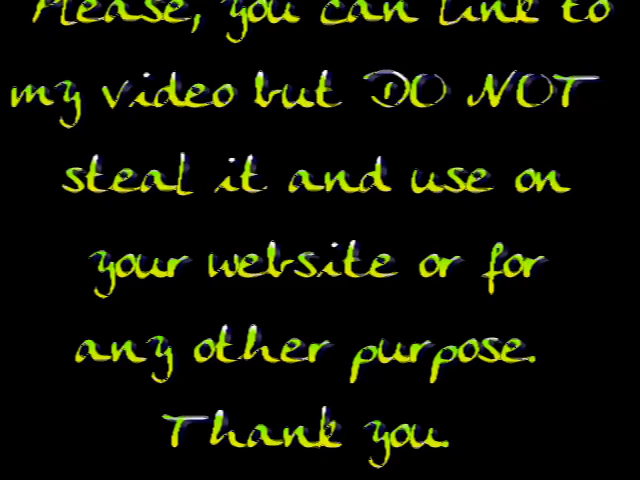 Please, you can link to
my video but DO NOT
steal it and use on
your website or for
any other purpose.
Thank you.